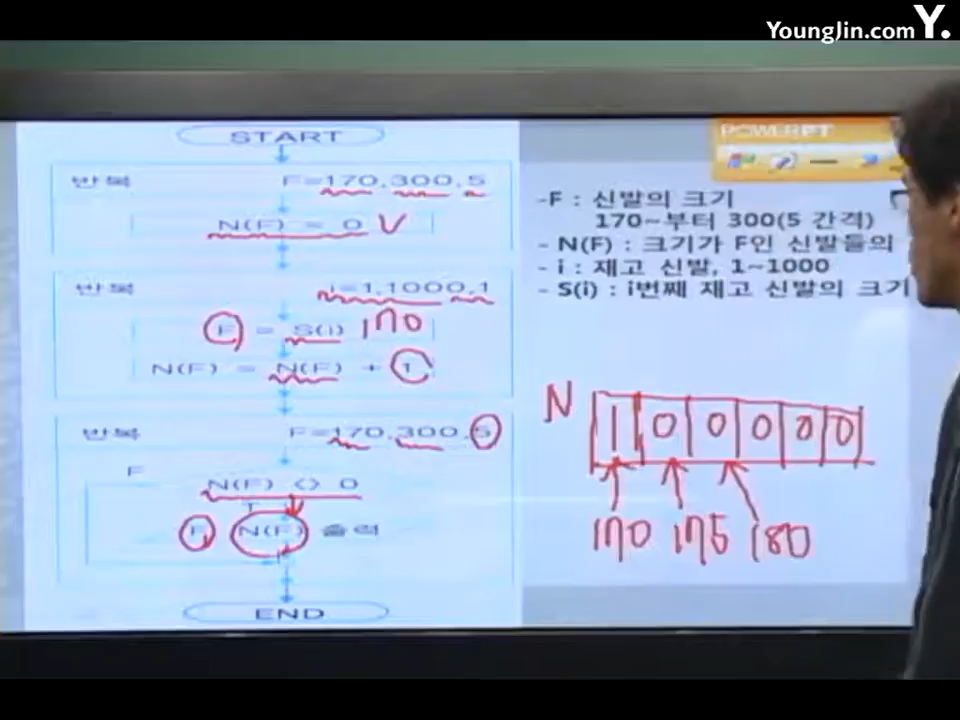 YoungJin.com Y.
POWERPT
START
반복 F=170,300,5
N(F) = 0 V
반복 i=1,1000,1
F = S(i) 170
N(F) = N(F) + 1
반복 F=170,300,5
F
N(F) <> 0
T
F, N(F) 출력
END
-F : 신발의 크기
170~부터 300(5 간격)
- N(F) : 크기가 F인 신발들의
- i : 재고 신발, 1~1000
- S(i) : i번째 재고 신발의 크기
N 1 0 0 0 0 0
170 175 180